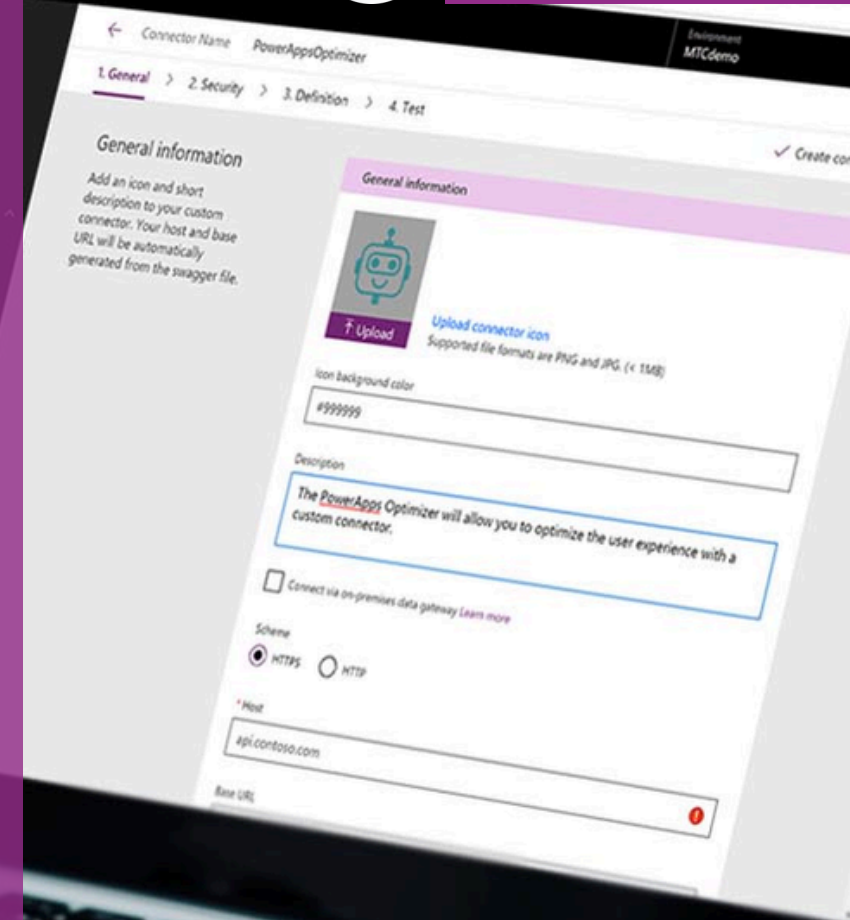 Connector Name PowerAppsOptimizer
Environment
MTCdemo
1. General > 2. Security > 3. Definition > 4. Test
Create con
General information
Add an icon and short
description to your custom
connector. Your host and base
URL will be automatically
generated from the swagger file.
General information
Upload
Upload connector icon
Supported file formats are PNG and JPG. (< 1MB)
Icon background color
#999999
Description
The PowerApps Optimizer will allow you to optimize the user experience with a
custom connector.
Connect via on-premises data gateway Learn more
Scheme
HTTPS HTTP
* Host
api.contoso.com
Base URL